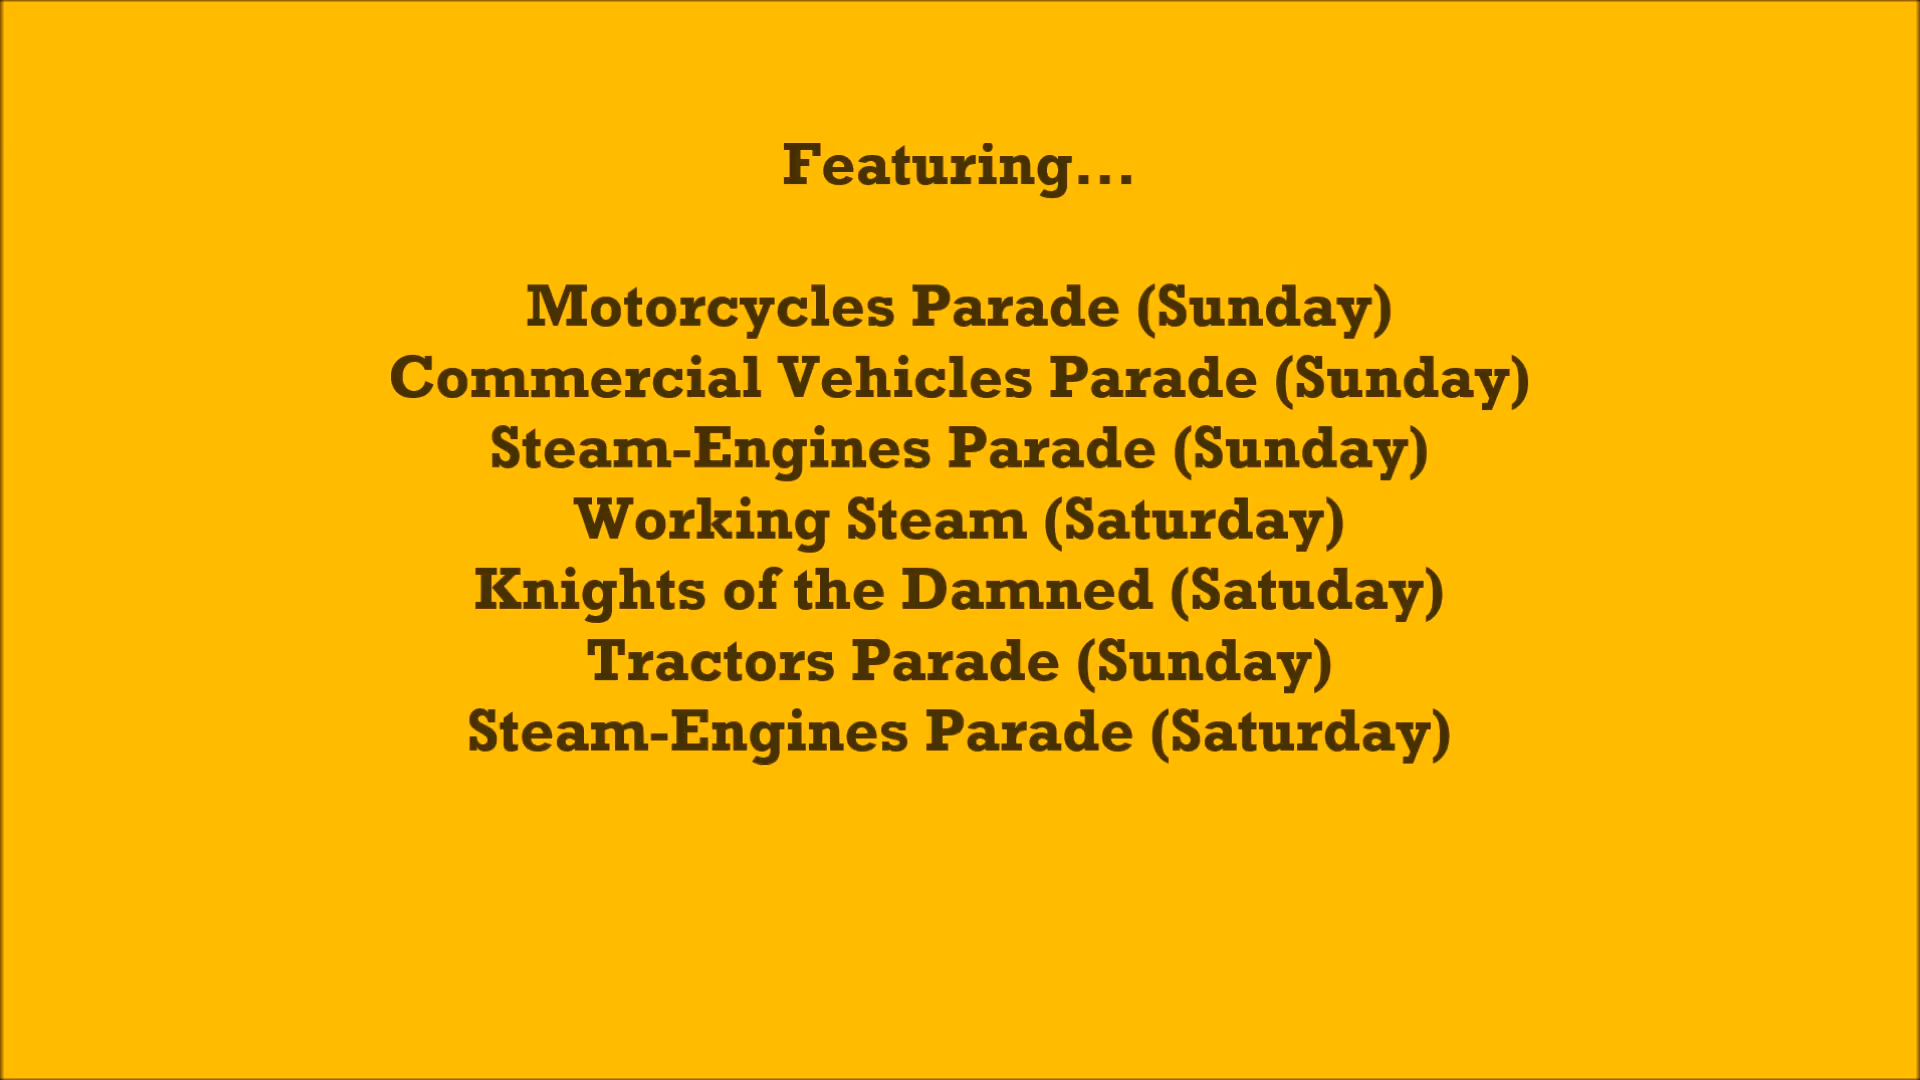 Featuring...
Motorcycles Parade (Sunday)
Commercial Vehicles Parade (Sunday)
Steam-Engines Parade (Sunday)
Working Steam (Saturday)
Knights of the Damned (Satuday)
Tractors Parade (Sunday)
Steam-Engines Parade (Saturday)